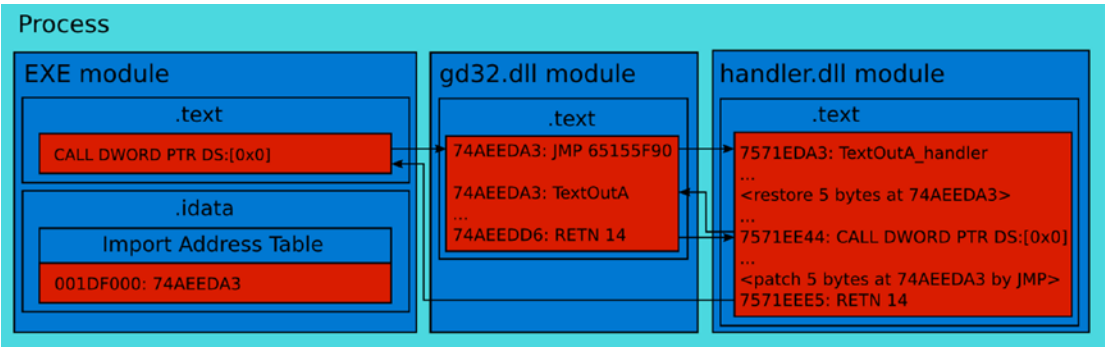 Process
EXE module
.text
CALL DWORD PTR DS:[0x0]
.idata
Import Address Table
001DF000: 74AEEDA3
gd32.dll module
.text
74AEEDA3: JMP 65155F90
74AEEDA3: TextOutA
...
74AEEDD6: RETN 14
handler.dll module
.text
7571EDA3: TextOutA_handler
...
<restore 5 bytes at 74AEEDA3>
...
7571EE44: CALL DWORD PTR DS:[0x0]
...
<patch 5 bytes at 74AEEDA3 by JMP>
7571EEE5: RETN 14